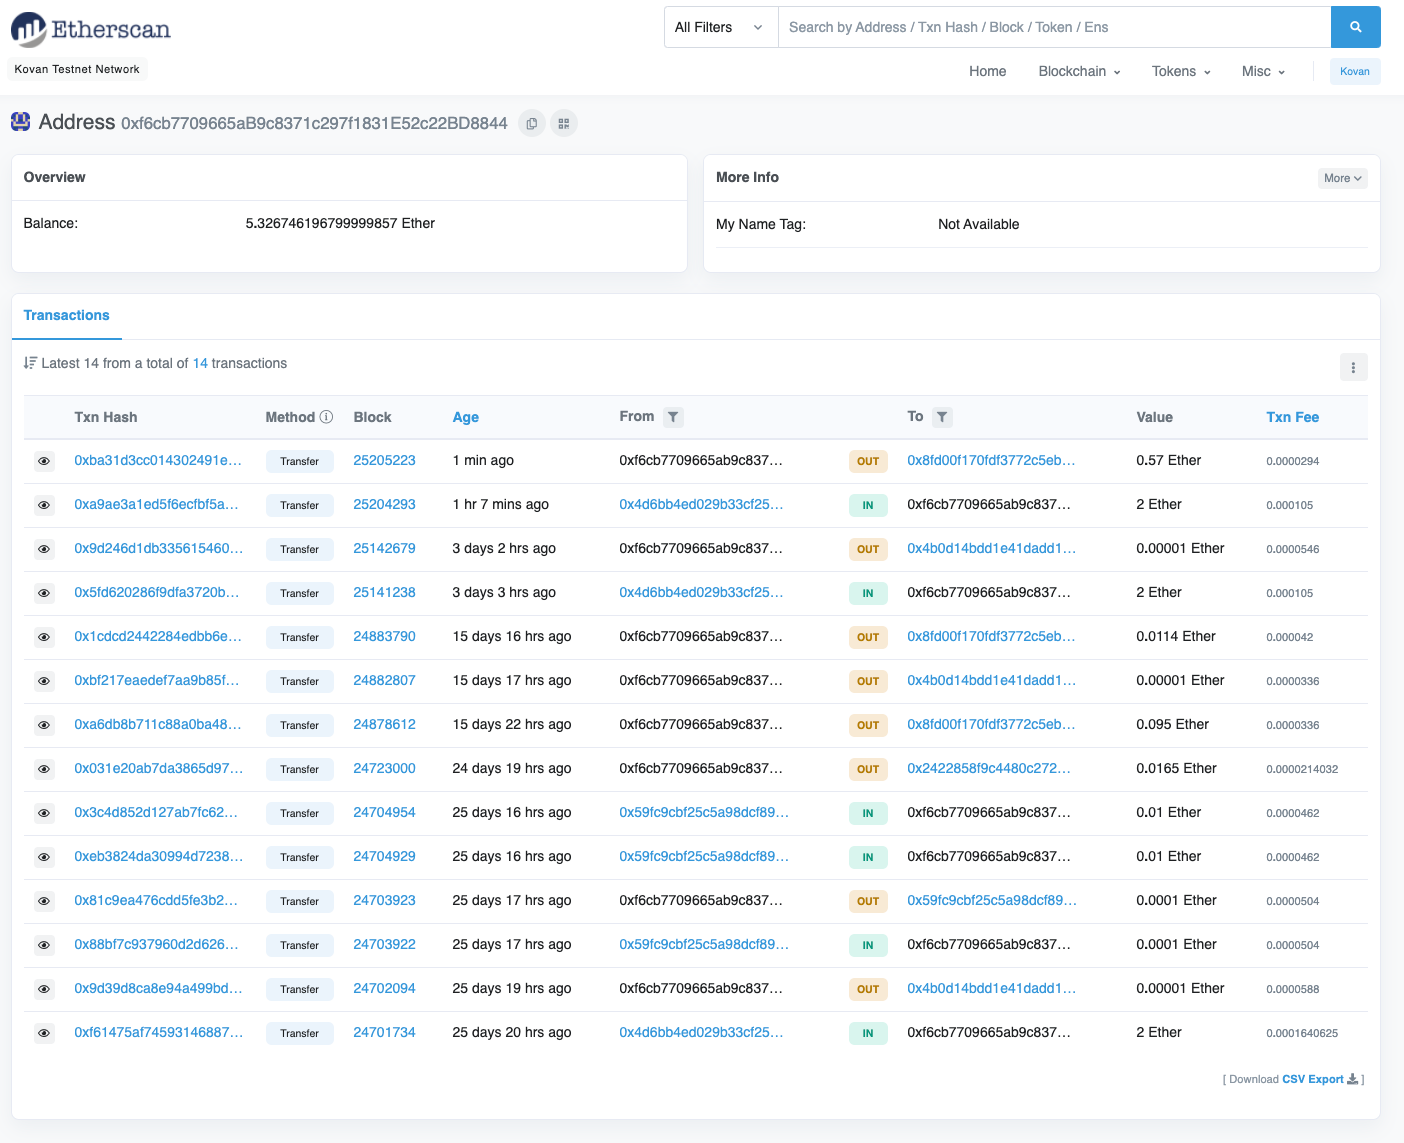 Etherscan
All Filters
Search by Address / Txn Hash / Block / Token / Ens
Kovan Testnet Network
Home Blockchain Tokens Misc Kovan
Address 0xf6cb7709665aB9c8371c297f1831E52c22BD8844
Overview
Balance: 5.326746196799999857 Ether
More Info More
My Name Tag: Not Available
Transactions
Latest 14 from a total of 14 transactions
Txn Hash Method Block Age From To Value Txn Fee
0xba31d3cc014302491e... Transfer 25205223 1 min ago 0xf6cb7709665ab9c837... OUT 0x8fd00f170fdf3772c5eb... 0.57 Ether 0.0000294
0xa9ae3a1ed5f6ecfbf5a... Transfer 25204293 1 hr 7 mins ago 0x4d6bb4ed029b33cf25... IN 0xf6cb7709665ab9c837... 2 Ether 0.000105
0x9d246d1db335615460... Transfer 25142679 3 days 2 hrs ago 0xf6cb7709665ab9c837... OUT 0x4b0d14bdd1e41dadd1... 0.00001 Ether 0.0000546
0x5fd620286f9dfa3720b... Transfer 25141238 3 days 3 hrs ago 0x4d6bb4ed029b33cf25... IN 0xf6cb7709665ab9c837... 2 Ether 0.000105
0x1cdcd2442284edbb6e... Transfer 24883790 15 days 16 hrs ago 0xf6cb7709665ab9c837... OUT 0x8fd00f170fdf3772c5eb... 0.0114 Ether 0.000042
0xbf217eaedef7aa9b85f... Transfer 24882807 15 days 17 hrs ago 0xf6cb7709665ab9c837... OUT 0x4b0d14bdd1e41dadd1... 0.00001 Ether 0.0000336
0xa6db8b711c88a0ba48... Transfer 24878612 15 days 22 hrs ago 0xf6cb7709665ab9c837... OUT 0x8fd00f170fdf3772c5eb... 0.095 Ether 0.0000336
0x031e20ab7da3865d97... Transfer 24723000 24 days 19 hrs ago 0xf6cb7709665ab9c837... OUT 0x2422858f9c4480c272... 0.0165 Ether 0.0000214032
0x3c4d852d127ab7fc62... Transfer 24704954 25 days 16 hrs ago 0x59fc9cbf25c5a98dcf89... IN 0xf6cb7709665ab9c837... 0.01 Ether 0.0000462
0xeb3824da30994d7238... Transfer 24704929 25 days 16 hrs ago 0x59fc9cbf25c5a98dcf89... IN 0xf6cb7709665ab9c837... 0.01 Ether 0.0000462
0x81c9ea476cdd5fe3b2... Transfer 24703923 25 days 17 hrs ago 0xf6cb7709665ab9c837... OUT 0x59fc9cbf25c5a98dcf89... 0.0001 Ether 0.0000504
0x88bf7c937960d2d626... Transfer 24703922 25 days 17 hrs ago 0x59fc9cbf25c5a98dcf89... IN 0xf6cb7709665ab9c837... 0.0001 Ether 0.0000504
0x9d39d8ca8e94a499bd... Transfer 24702094 25 days 19 hrs ago 0xf6cb7709665ab9c837... OUT 0x4b0d14bdd1e41dadd1... 0.00001 Ether 0.0000588
0xf61475af74593146887... Transfer 24701734 25 days 20 hrs ago 0x4d6bb4ed029b33cf25... IN 0xf6cb7709665ab9c837... 2 Ether 0.0001640625
[ Download CSV Export ]